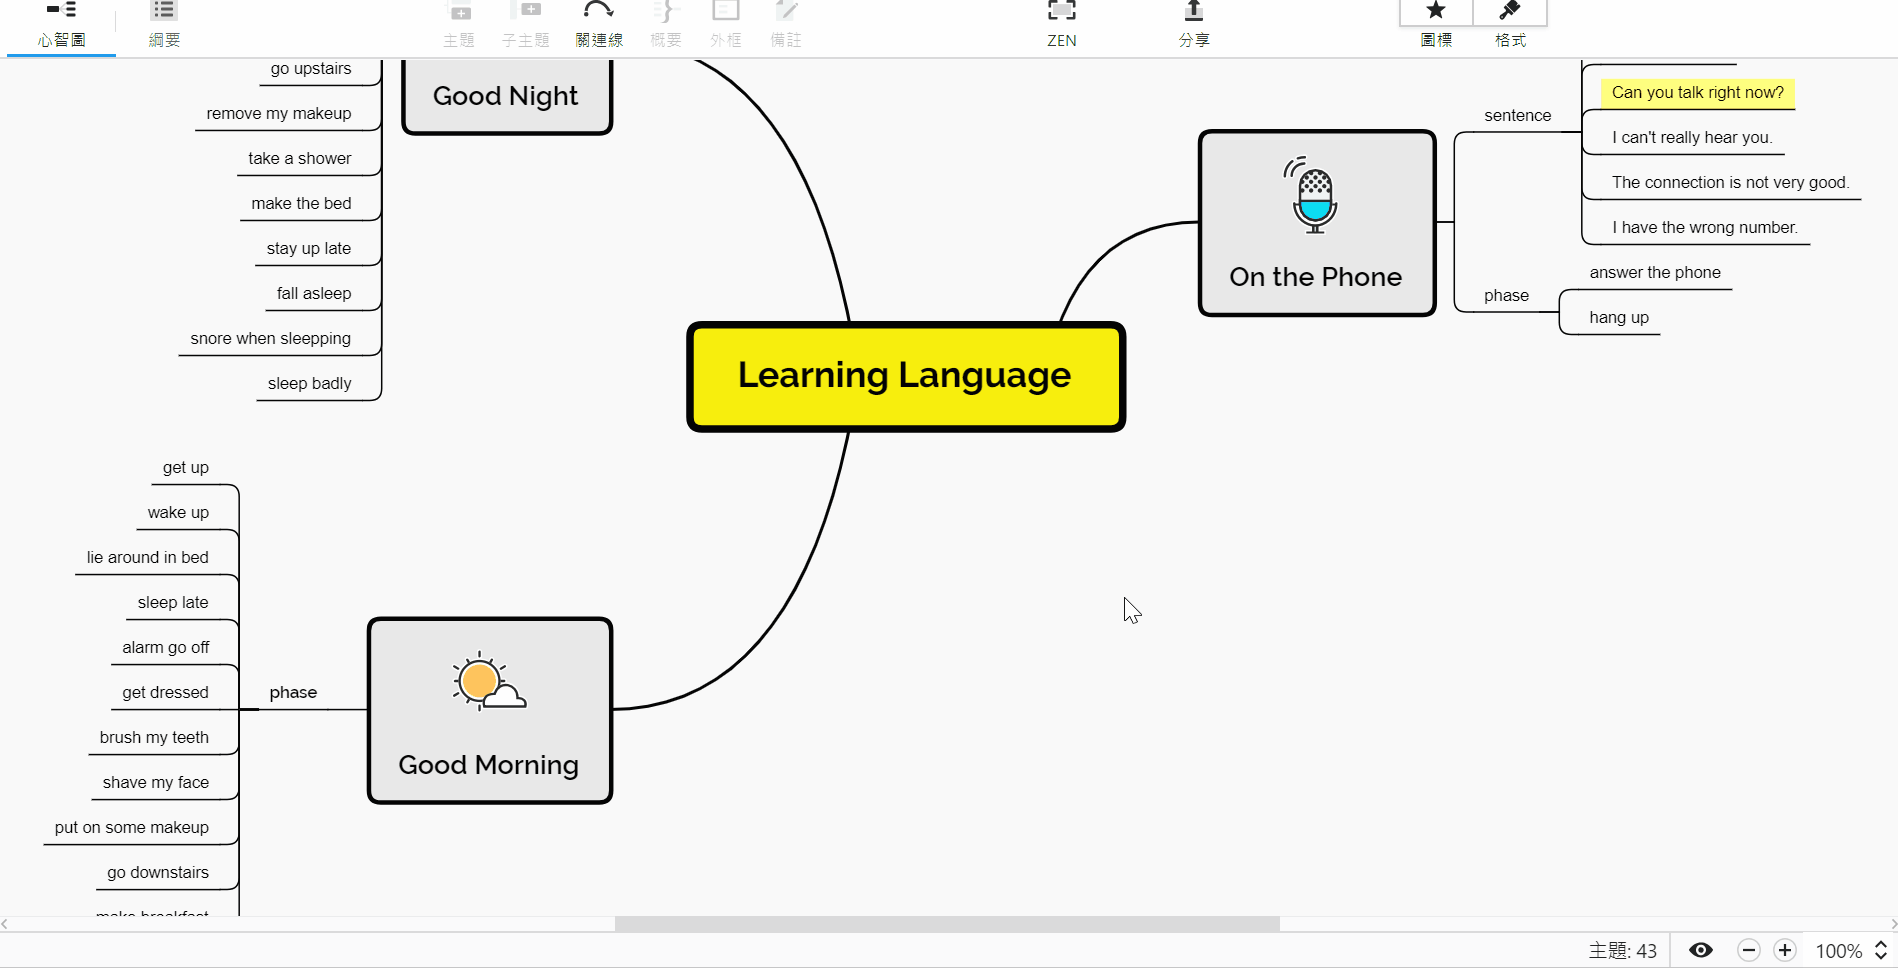 心智圖
綱要
主題
子主題
關連線
概要
外框
備註
ZEN
分享
圖標
格式
go upstairs
remove my makeup
take a shower
make the bed
stay up late
fall asleep
snore when sleepping
sleep badly
Good Night
Learning Language
On the Phone
sentence
Can you talk right now?
I can't really hear you.
The connection is not very good.
I have the wrong number.
phase
answer the phone
hang up
get up
wake up
lie around in bed
sleep late
alarm go off
get dressed
brush my teeth
shave my face
put on some makeup
go downstairs
make breakfast
phase
Good Morning
主題: 43
100%